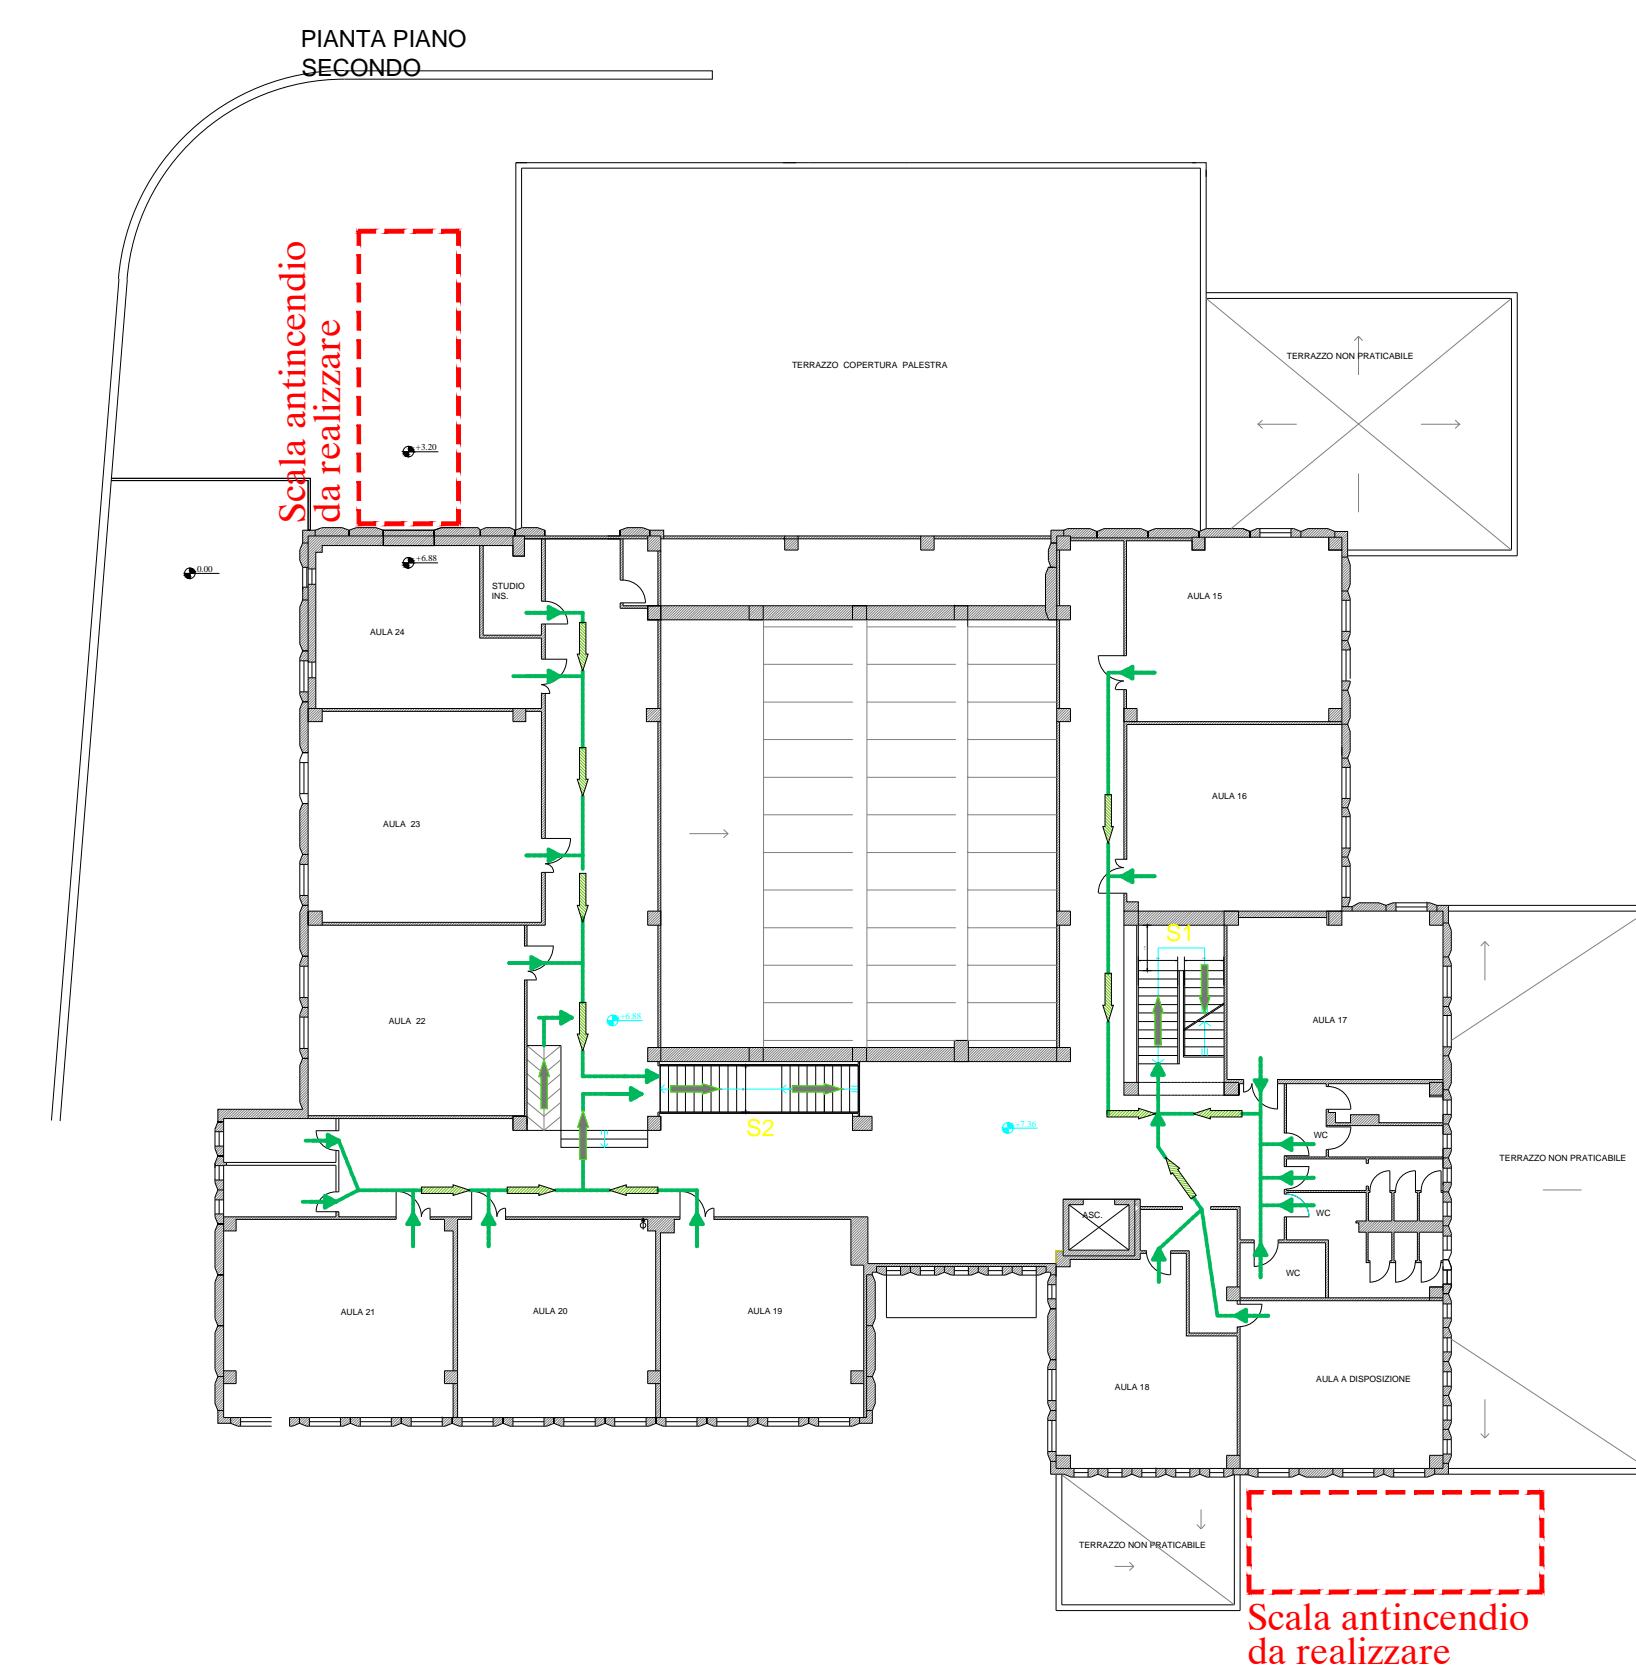 PIANTA PIANO
SECONDO
Scala antincendio
da realizzare
TERRAZZO COPERTURA PALESTRA
TERRAZZO NON PRATICABILE
+3.20
+6.88
0.00
STUDIO
INS.
AULA 24
AULA 15
AULA 23
AULA 16
S1
AULA 22
+6.88
AULA 17
S2
+7.36
WC
TERRAZZO NON PRATICABILE
ASC.
WC
WC
AULA 21
AULA 20
AULA 19
AULA 18
AULA A DISPOSIZIONE
TERRAZZO NON PRATICABILE
Scala antincendio
da realizzare